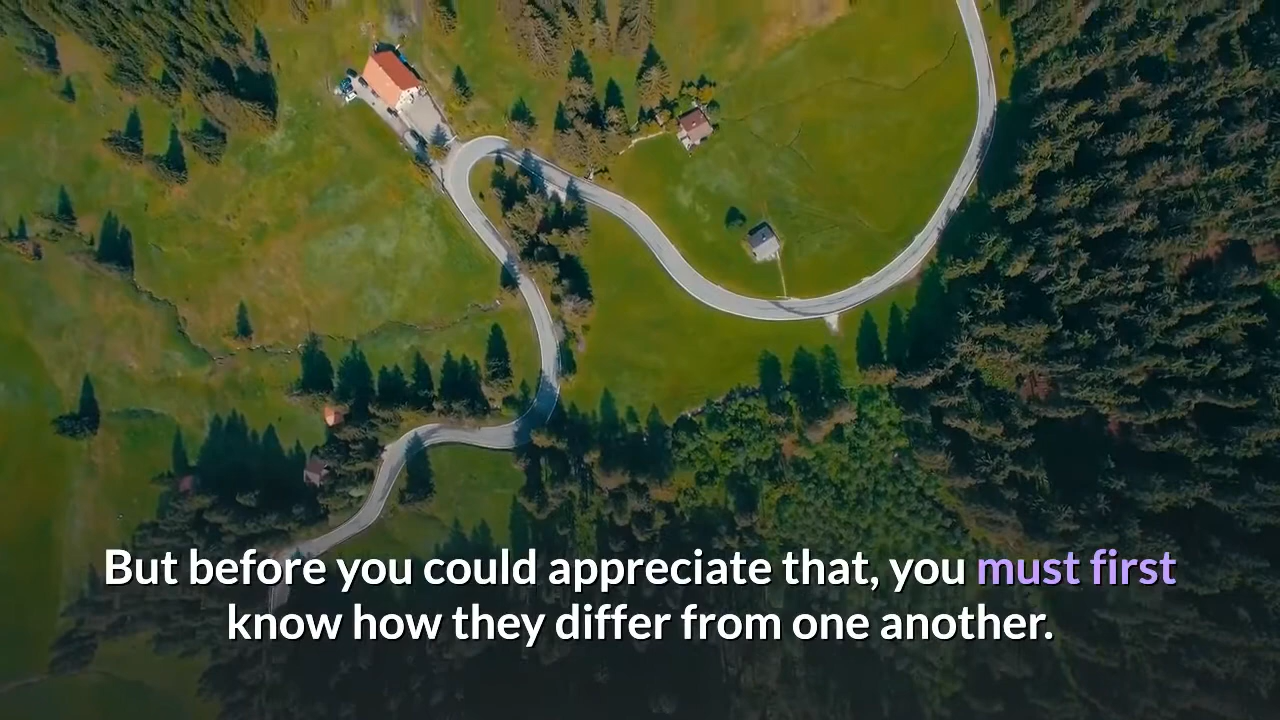 But before you could appreciate that, you must first
know how they differ from one another.